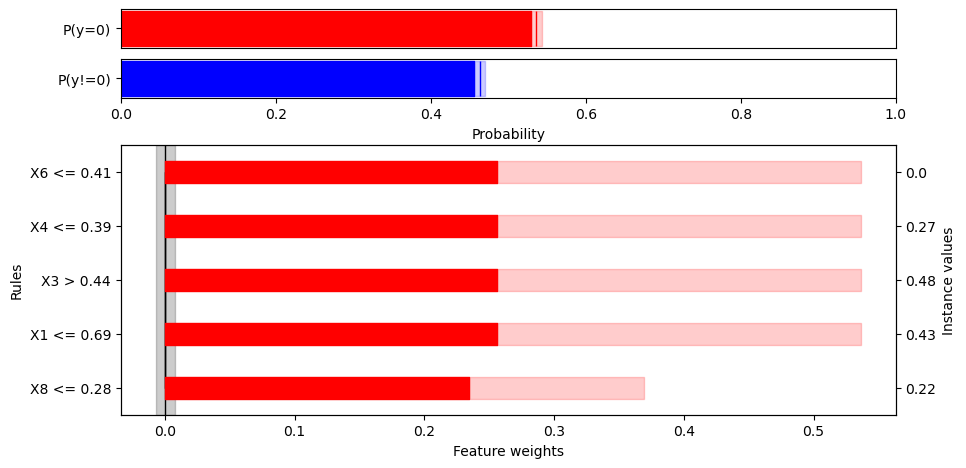 P(y=0)
P(y!=0)
0.0 0.2 0.4 0.6 0.8 1.0
Probability
X6 <= 0.41 0.0
X4 <= 0.39 0.27
X3 > 0.44 0.48
X1 <= 0.69 0.43
X8 <= 0.28 0.22
Rules
Instance values
0.0 0.1 0.2 0.3 0.4 0.5
Feature weights